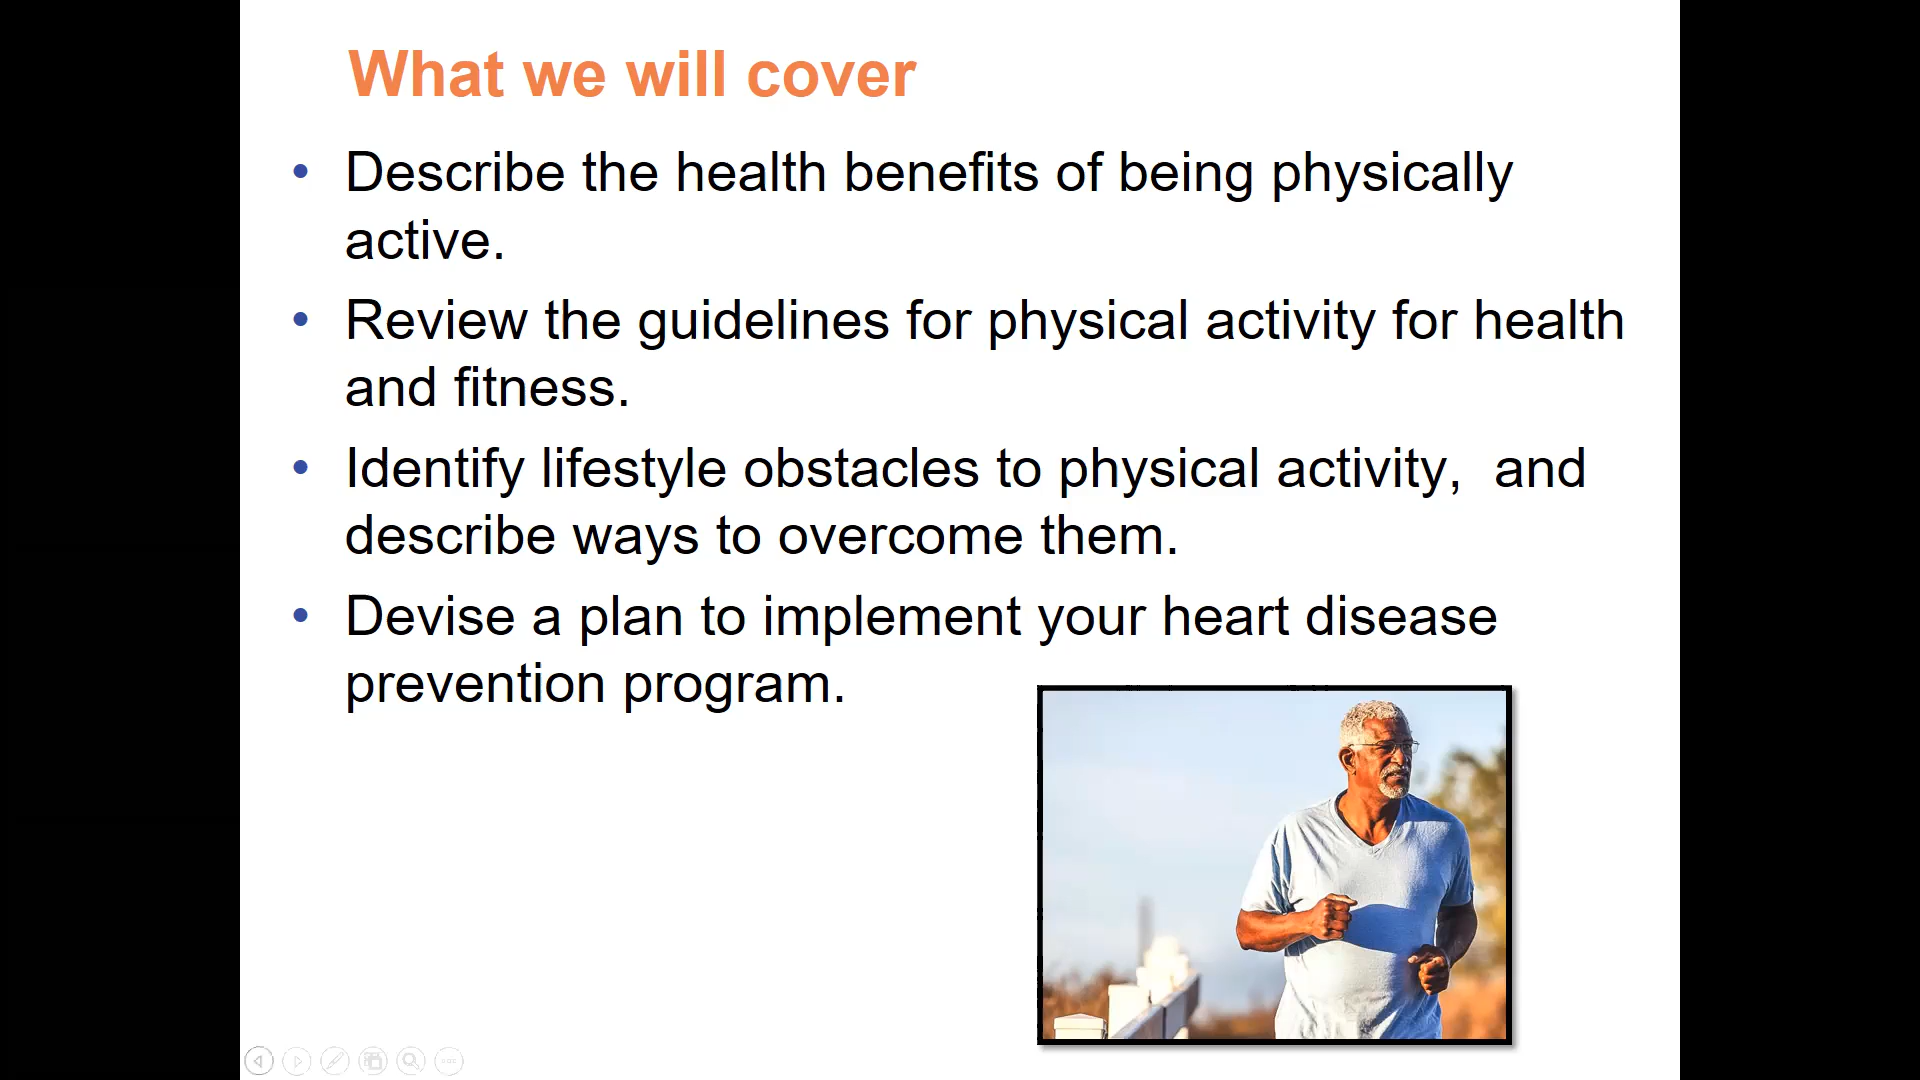 What we will cover
• Describe the health benefits of being physically
active.
• Review the guidelines for physical activity for health
and fitness.
• Identify lifestyle obstacles to physical activity,  and
describe ways to overcome them.
• Devise a plan to implement your heart disease
prevention program.